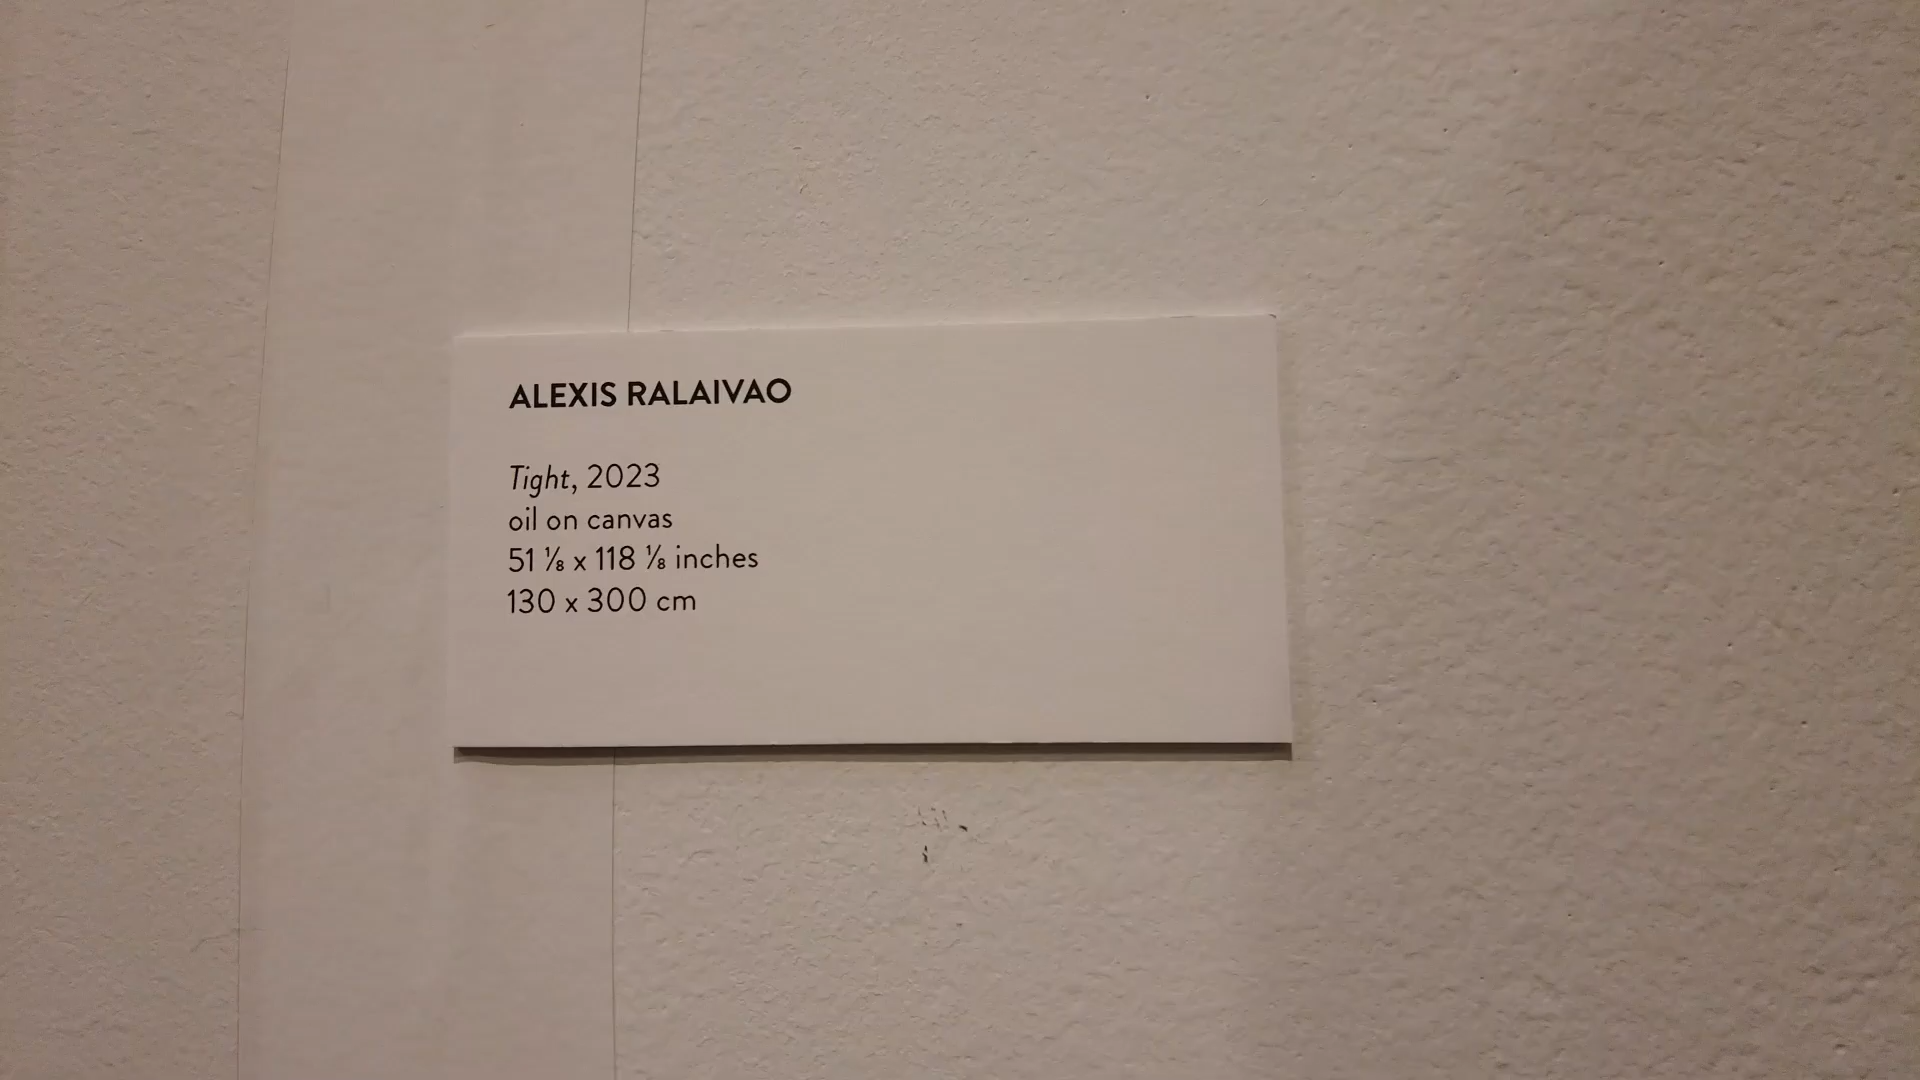 ALEXIS RALAIVAO
Tight, 2023
oil on canvas
51 ⅛ x 118 ⅛ inches
130 x 300 cm